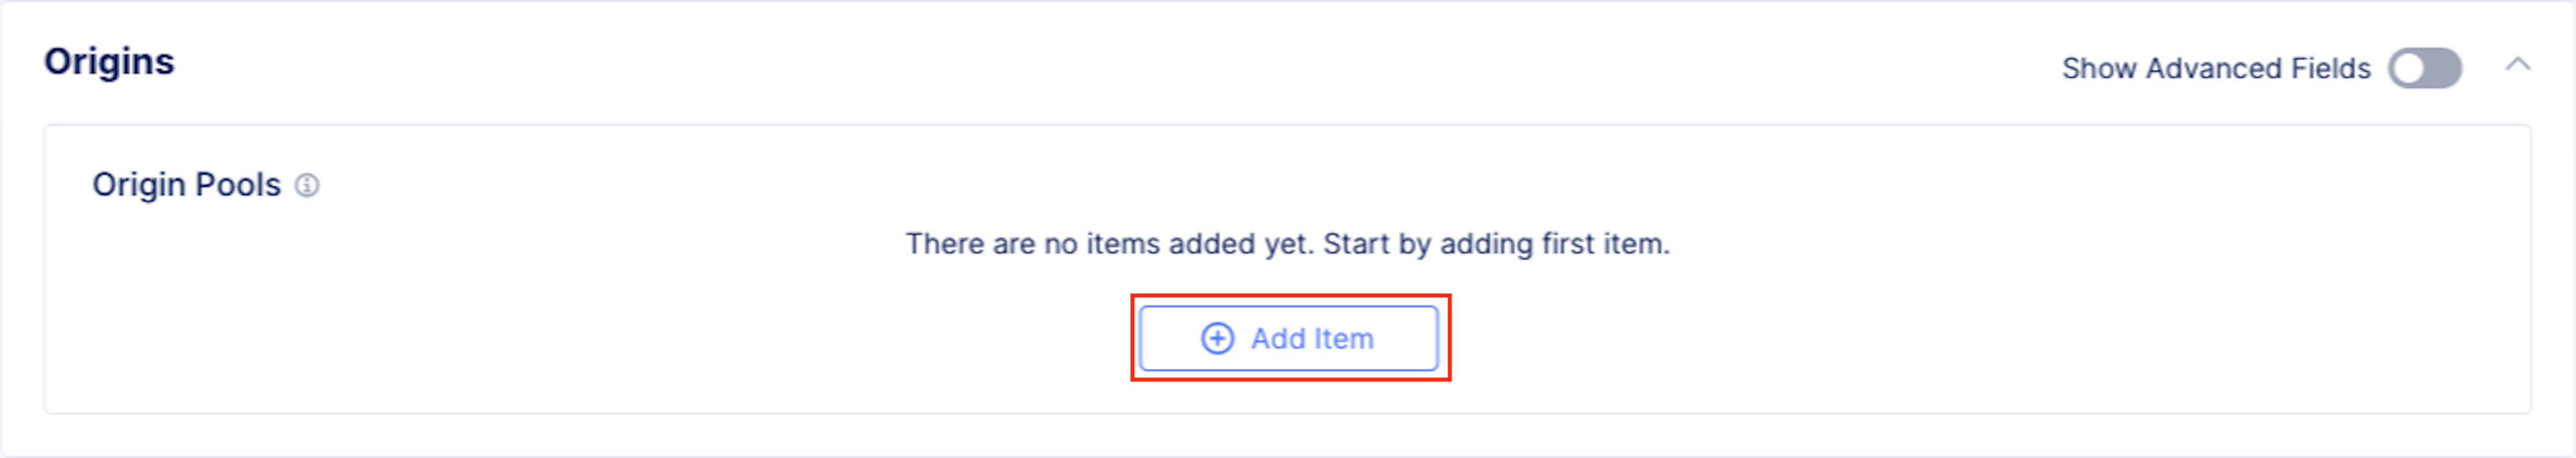 Origins
Show Advanced Fields
Origin Pools
There are no items added yet. Start by adding first item.
Add Item